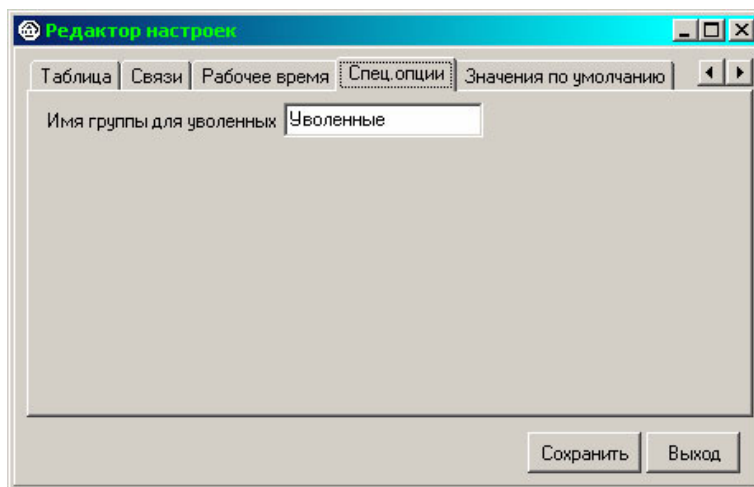 Редактор настроек
Таблица Связи Рабочее время Спец.опции Значения по умолчанию
Имя группы для уволенных Уволенные
Сохранить Выход